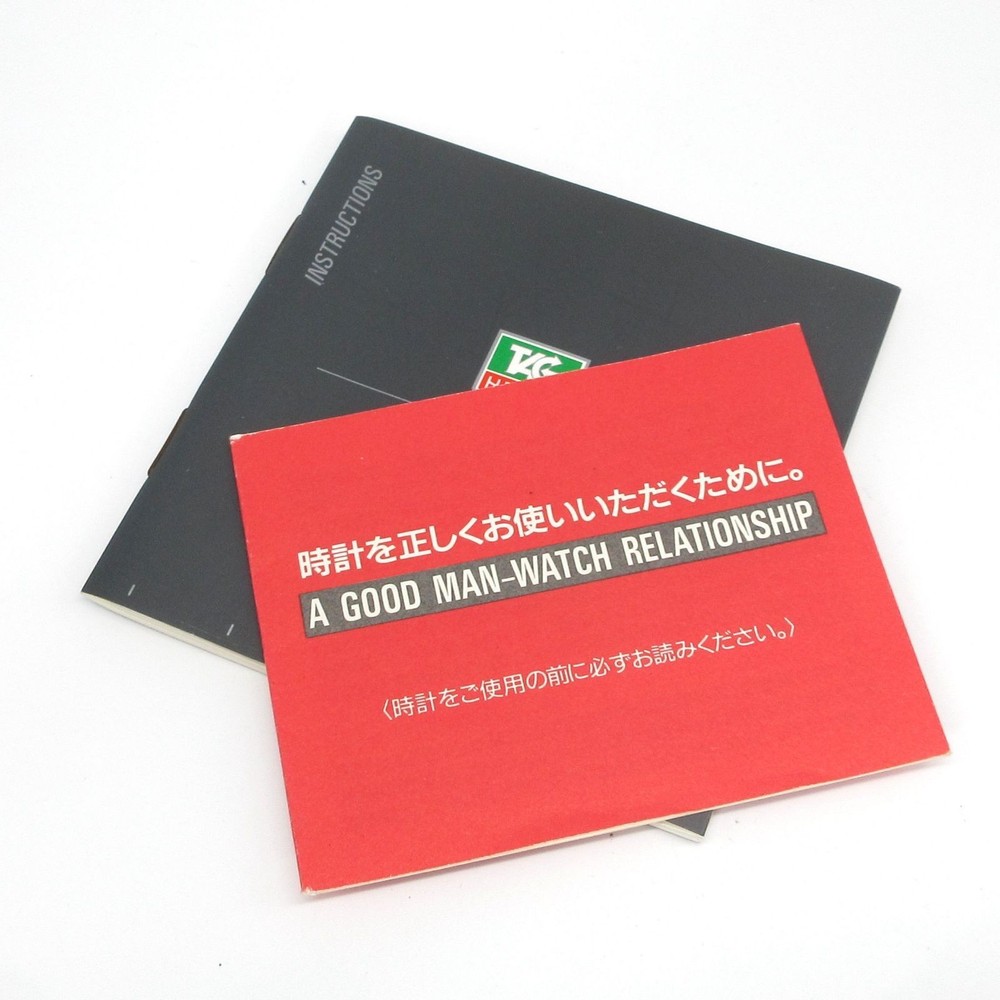 INSTRUCTIONS
TAG
時計を正しくお使いいただくために。
A GOOD MAN-WATCH RELATIONSHIP
〈時計をご使用の前に必ずお読みください。〉